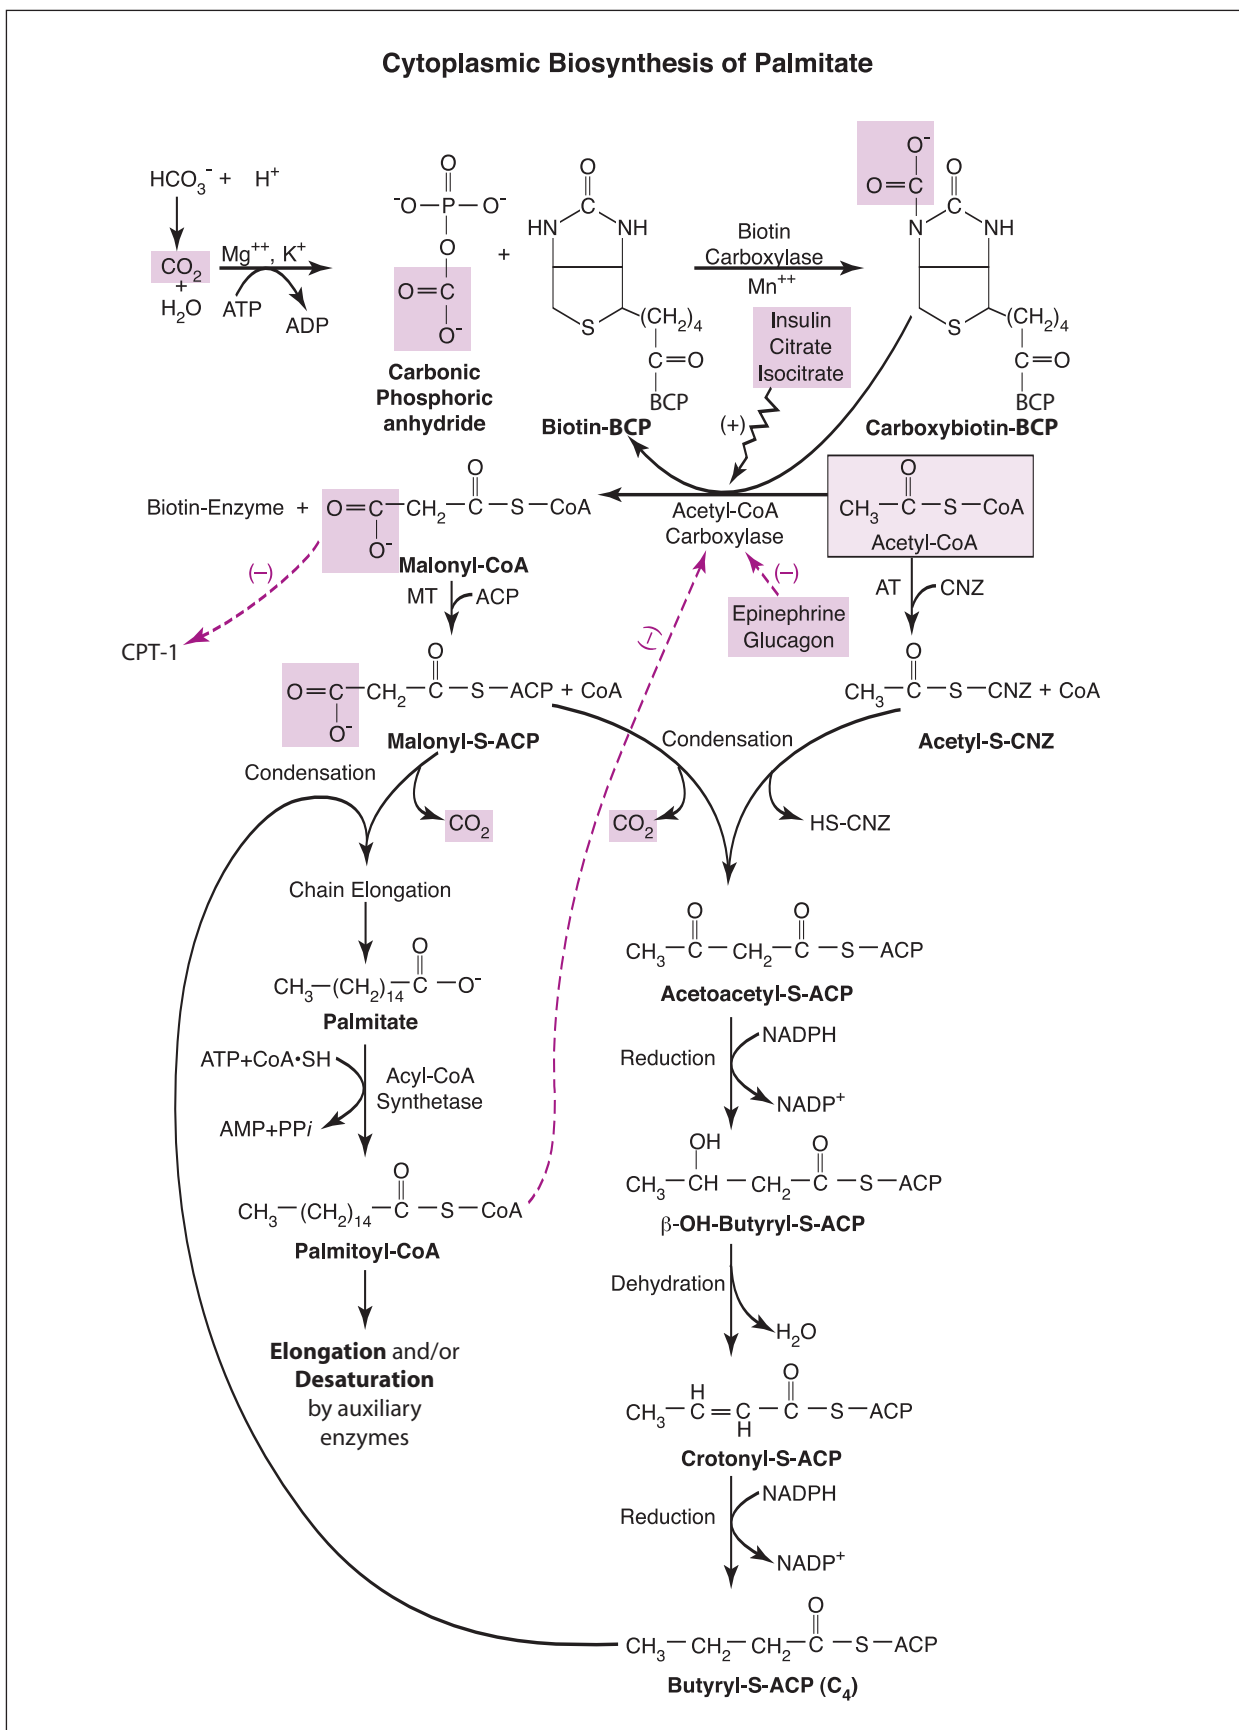 Cytoplasmic Biosynthesis of Palmitate
HCO₃⁻ + H⁺
CO₂
+
H₂O
Mg⁺⁺, K⁺
ATP
ADP
O
⁻O—P—O⁻
O
O=C
O⁻
Carbonic
Phosphoric
anhydride
+
O
C
HN NH
S
(CH₂)₄
C=O
BCP
Biotin-BCP
Biotin
Carboxylase
Mn⁺⁺
O⁻
O=C
O
C
N NH
S
(CH₂)₄
C=O
BCP
Carboxybiotin-BCP
Insulin
Citrate
Isocitrate
(+)
Biotin-Enzyme +
O
O=C—CH₂—C—S—CoA
O⁻
Malonyl-CoA
Acetyl-CoA
Carboxylase
O
CH₃—C—S—CoA
Acetyl-CoA
(–)
CPT-1
MT
ACP
(–)
(–)
Epinephrine
Glucagon
AT
CNZ
O
O=C—CH₂—C—S—ACP + CoA
O⁻
Malonyl-S-ACP
O
CH₃—C—S—CNZ + CoA
Acetyl-S-CNZ
Condensation
Condensation
CO₂
CO₂
HS-CNZ
Chain Elongation
O
CH₃—(CH₂)₁₄—C—O⁻
Palmitate
ATP+CoA•SH
Acyl-CoA
Synthetase
AMP+PPi
O
CH₃—(CH₂)₁₄—C—S—CoA
Palmitoyl-CoA
Elongation and/or
Desaturation
by auxiliary
enzymes
O O
CH₃—C—CH₂—C—S—ACP
Acetoacetyl-S-ACP
NADPH
Reduction
NADP⁺
OH O
CH₃—CH—CH₂—C—S—ACP
β-OH-Butyryl-S-ACP
Dehydration
H₂O
H O
CH₃—C=C—C—S—ACP
H
Crotonyl-S-ACP
NADPH
Reduction
NADP⁺
O
CH₃—CH₂—CH₂—C—S—ACP
Butyryl-S-ACP (C₄)